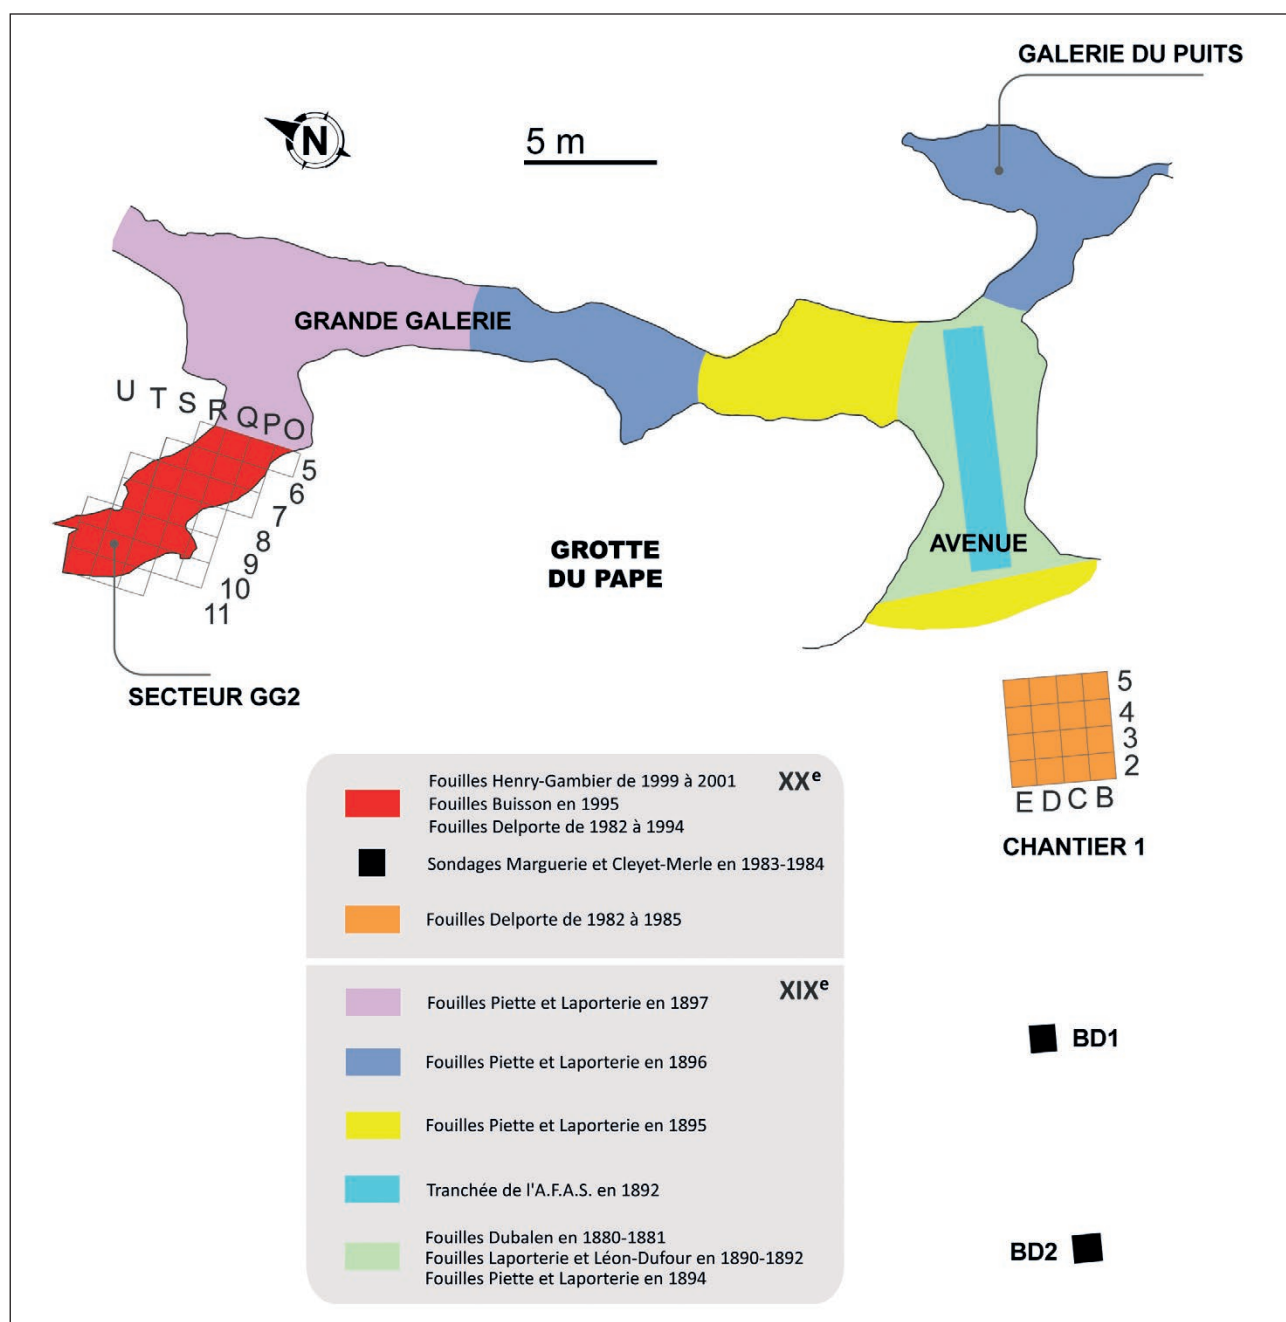 GALERIE DU PUITS
N
5 m
GRANDE GALERIE
U T S R Q P O
5
6
7
8
9
10
11
GROTTE
DU PAPE
AVENUE
SECTEUR GG2
5
4
3
2
E D C B
CHANTIER 1
Fouilles Henry-Gambier de 1999 à 2001
XXe
Fouilles Buisson en 1995
Fouilles Delporte de 1982 à 1994
Sondages Marguerie et Cleyet-Merle en 1983-1984
Fouilles Delporte de 1982 à 1985
Fouilles Piette et Laporterie en 1897
XIXe
Fouilles Piette et Laporterie en 1896
Fouilles Piette et Laporterie en 1895
Tranchée de l'A.F.A.S. en 1892
Fouilles Dubalen en 1880-1881
Fouilles Laporterie et Léon-Dufour en 1890-1892
Fouilles Piette et Laporterie en 1894
BD1
BD2